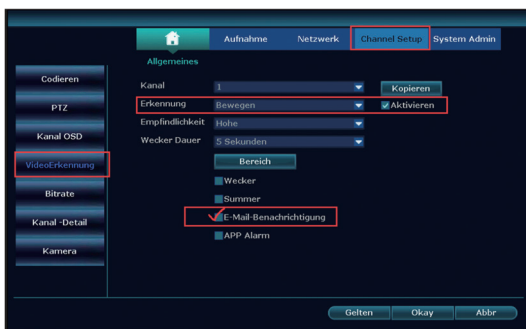 Aufnahme Netzwerk Channel Setup System Admin
Allgemeines
Codieren
PTZ
Kanal OSD
VideoErkennung
Bitrate
Kanal -Detail
Kamera
Kanal 1 Kopieren
Erkennung Bewegen Aktivieren
Empfindlichkeit Hohe
Wecker Dauer 5 Sekunden
Bereich
Wecker
Summer
E-Mail-Benachrichtigung
APP Alarm
Gelten Okay Abbr